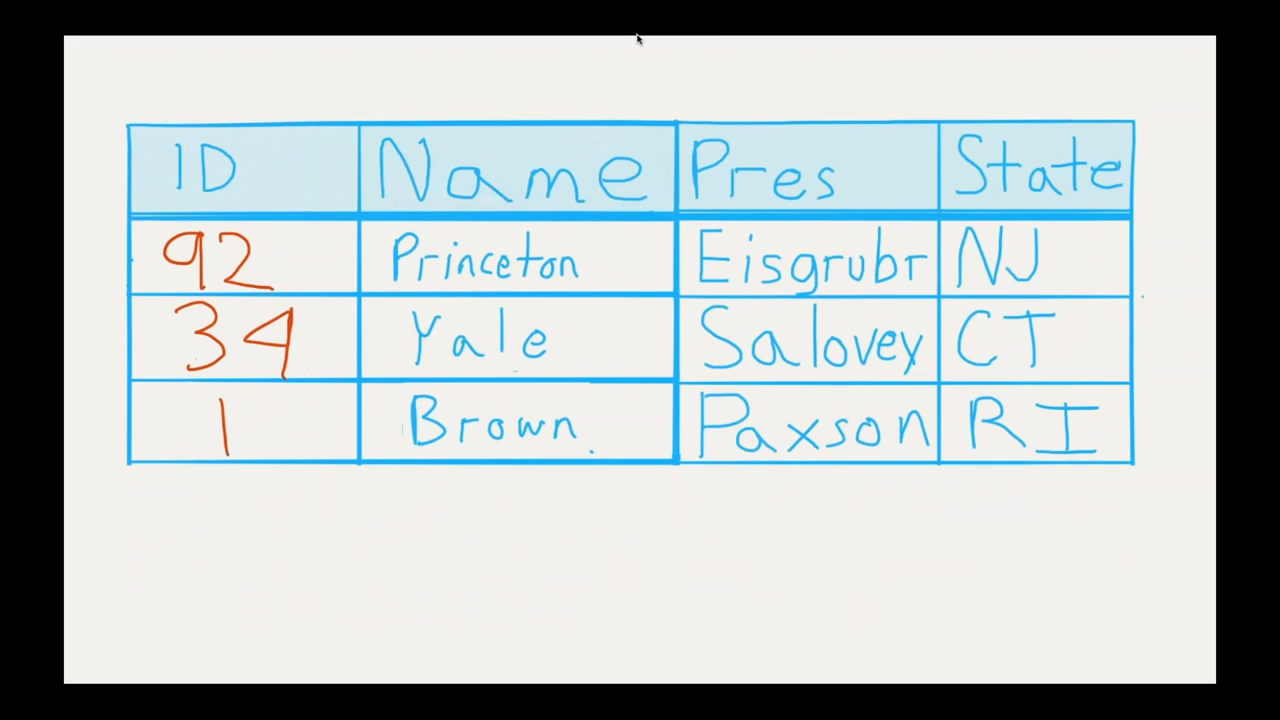 ID Name Pres State
92 Princeton Eisgrubr NJ
34 Yale Salovey CT
1 Brown Paxson RI